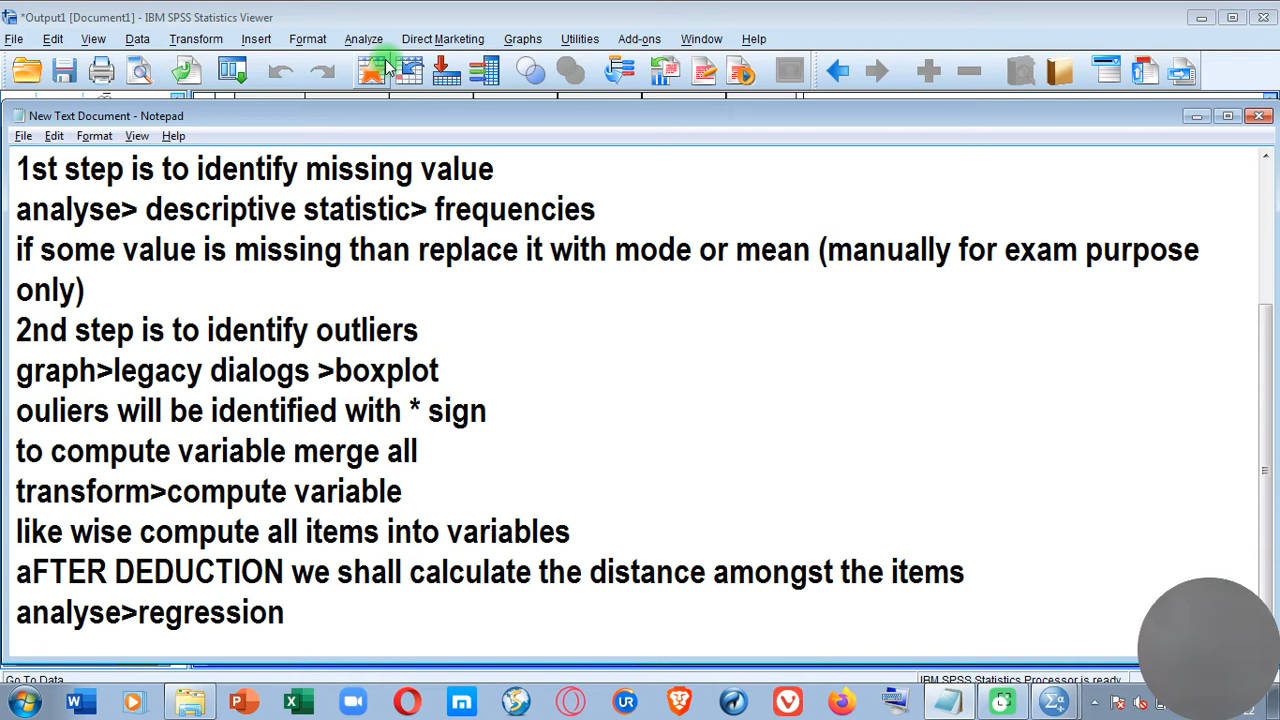 *Output1 [Document1] - IBM SPSS Statistics Viewer
File Edit View Data Transform Insert Format Analyze Direct Marketing Graphs Utilities Add-ons Window Help
New Text Document - Notepad
File Edit Format View Help
1st step is to identify missing value
analyse> descriptive statistic> frequencies
if some value is missing than replace it with mode or mean (manually for exam purpose
only)
2nd step is to identify outliers
graph>legacy dialogs >boxplot
ouliers will be identified with * sign
to compute variable merge all
transform>compute variable
like wise compute all items into variables
aFTER DEDUCTION we shall calculate the distance amongst the items
analyse>regression
Go To Data
IBM SPSS Statistics Processor is ready